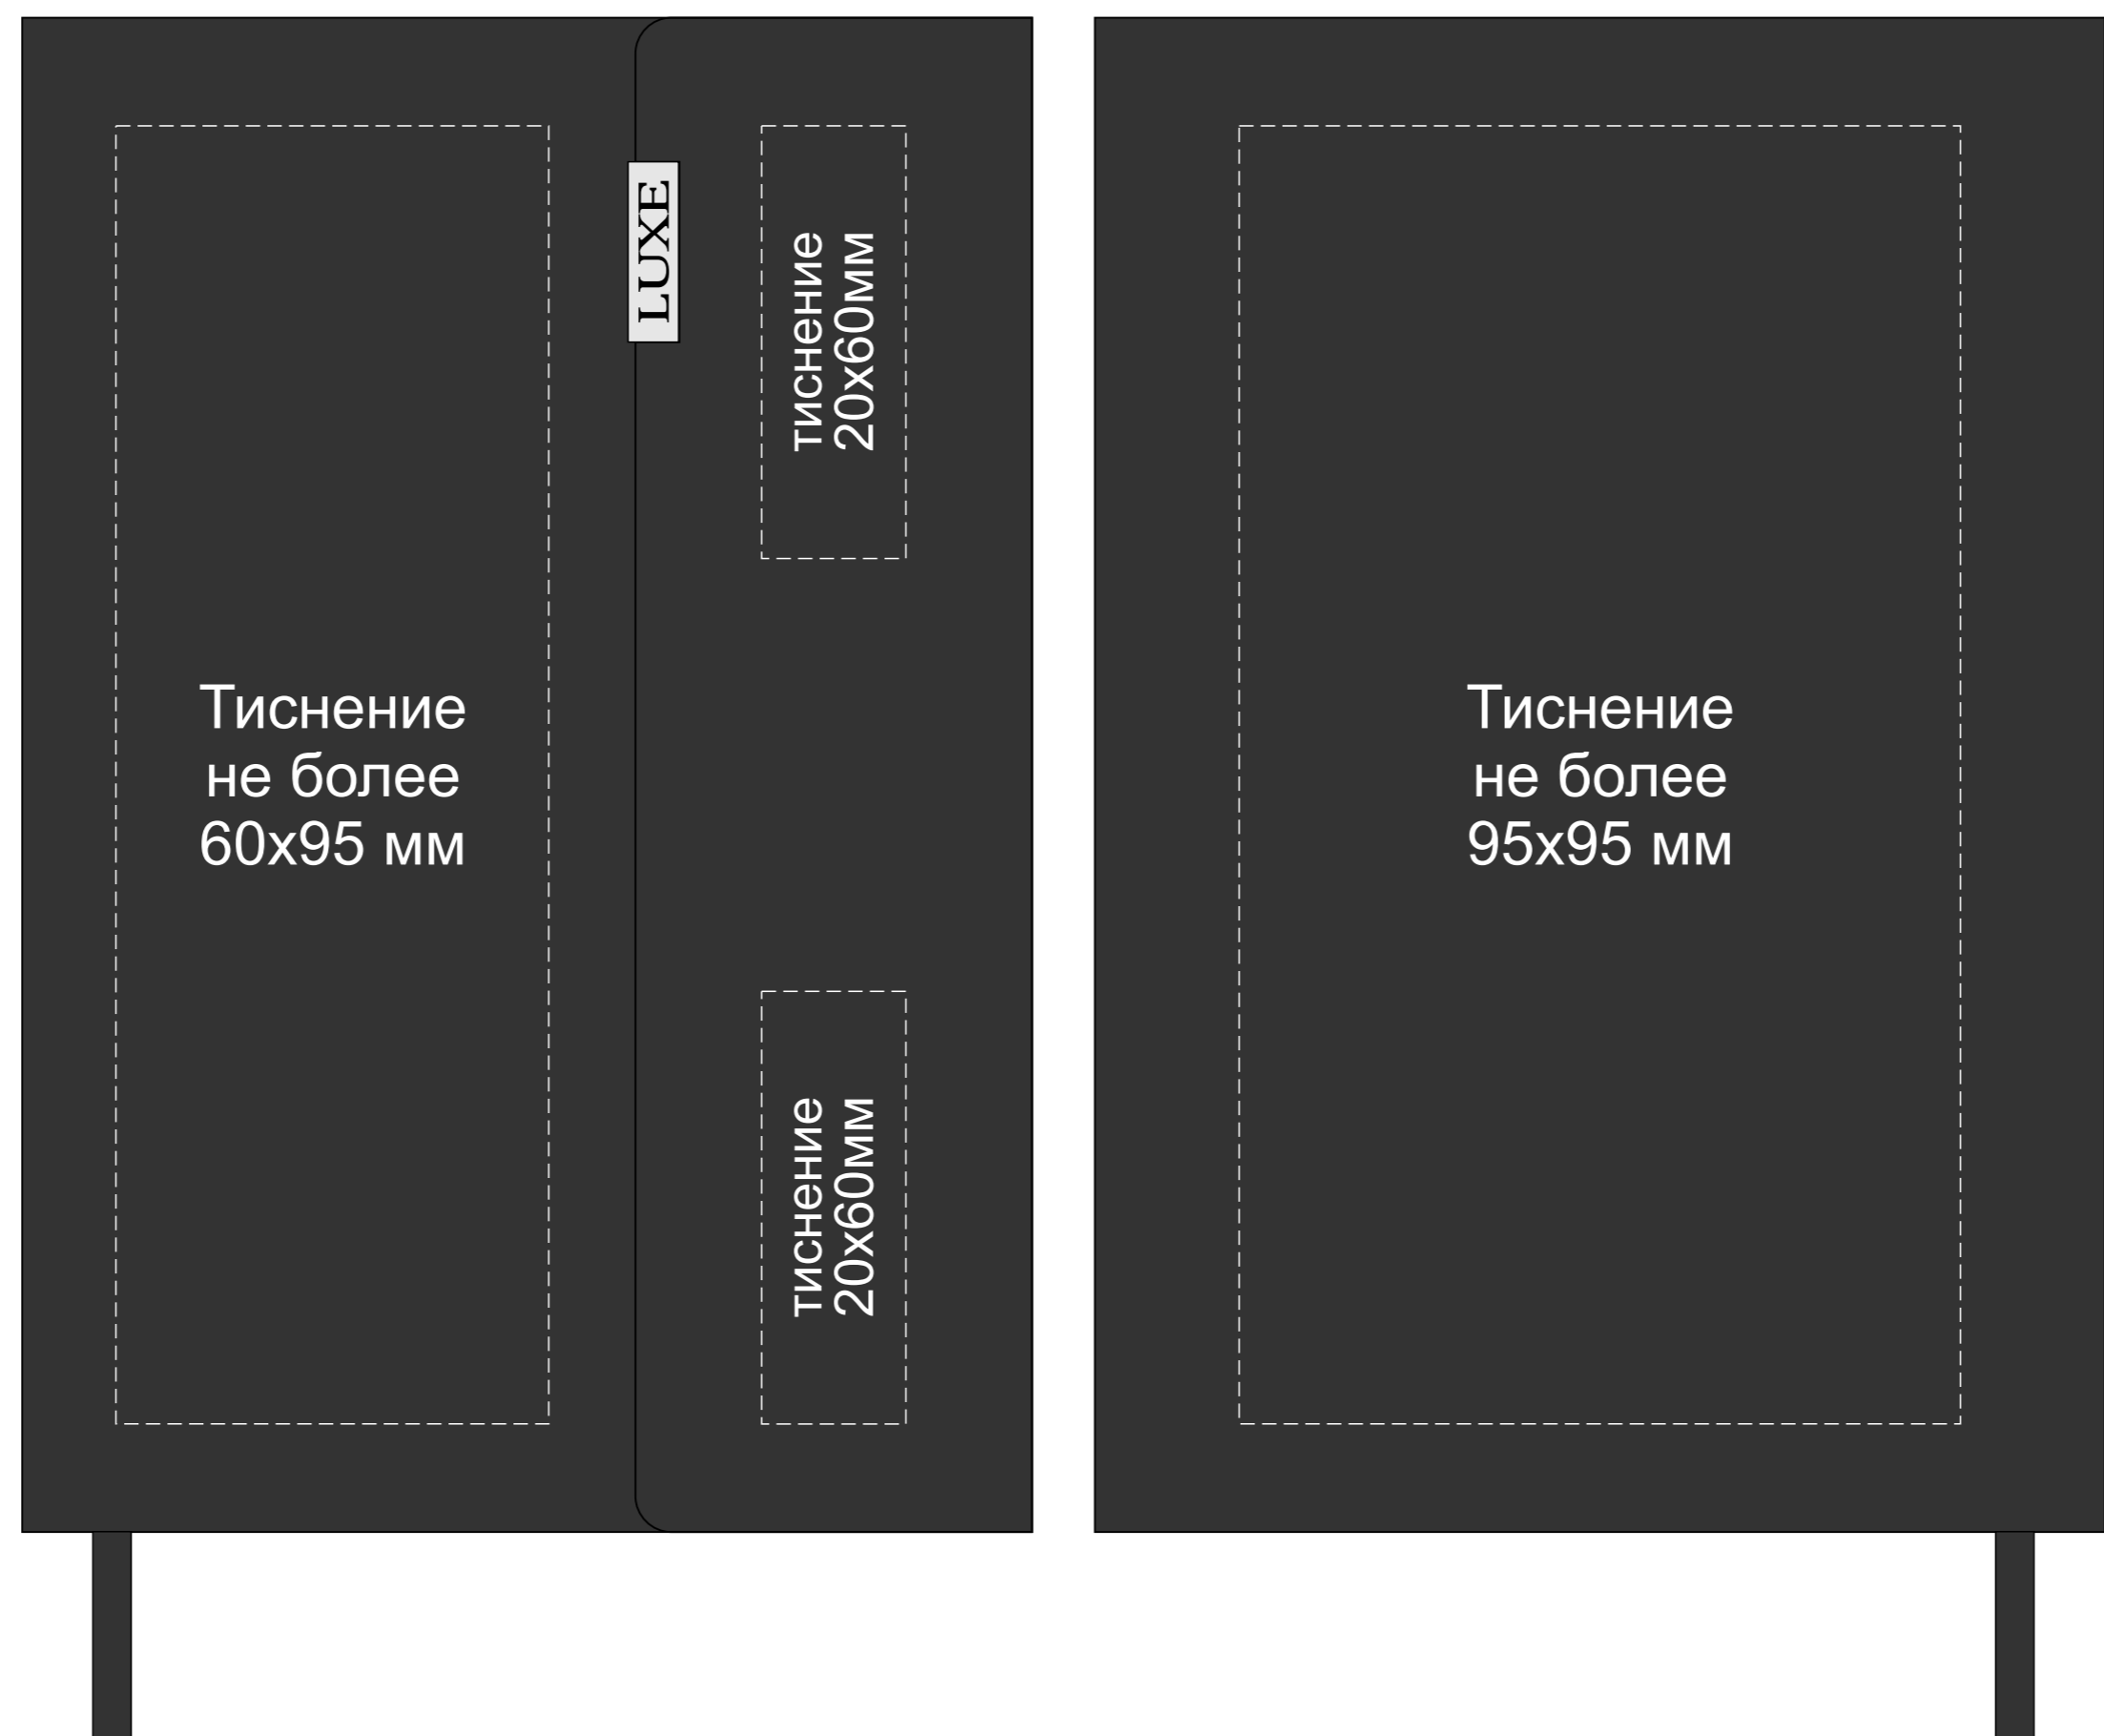 LUXE
тиснение
20х60мм
Тиснение
не более
60х95 мм
тиснение
20х60мм
Тиснение
не более
95х95 мм